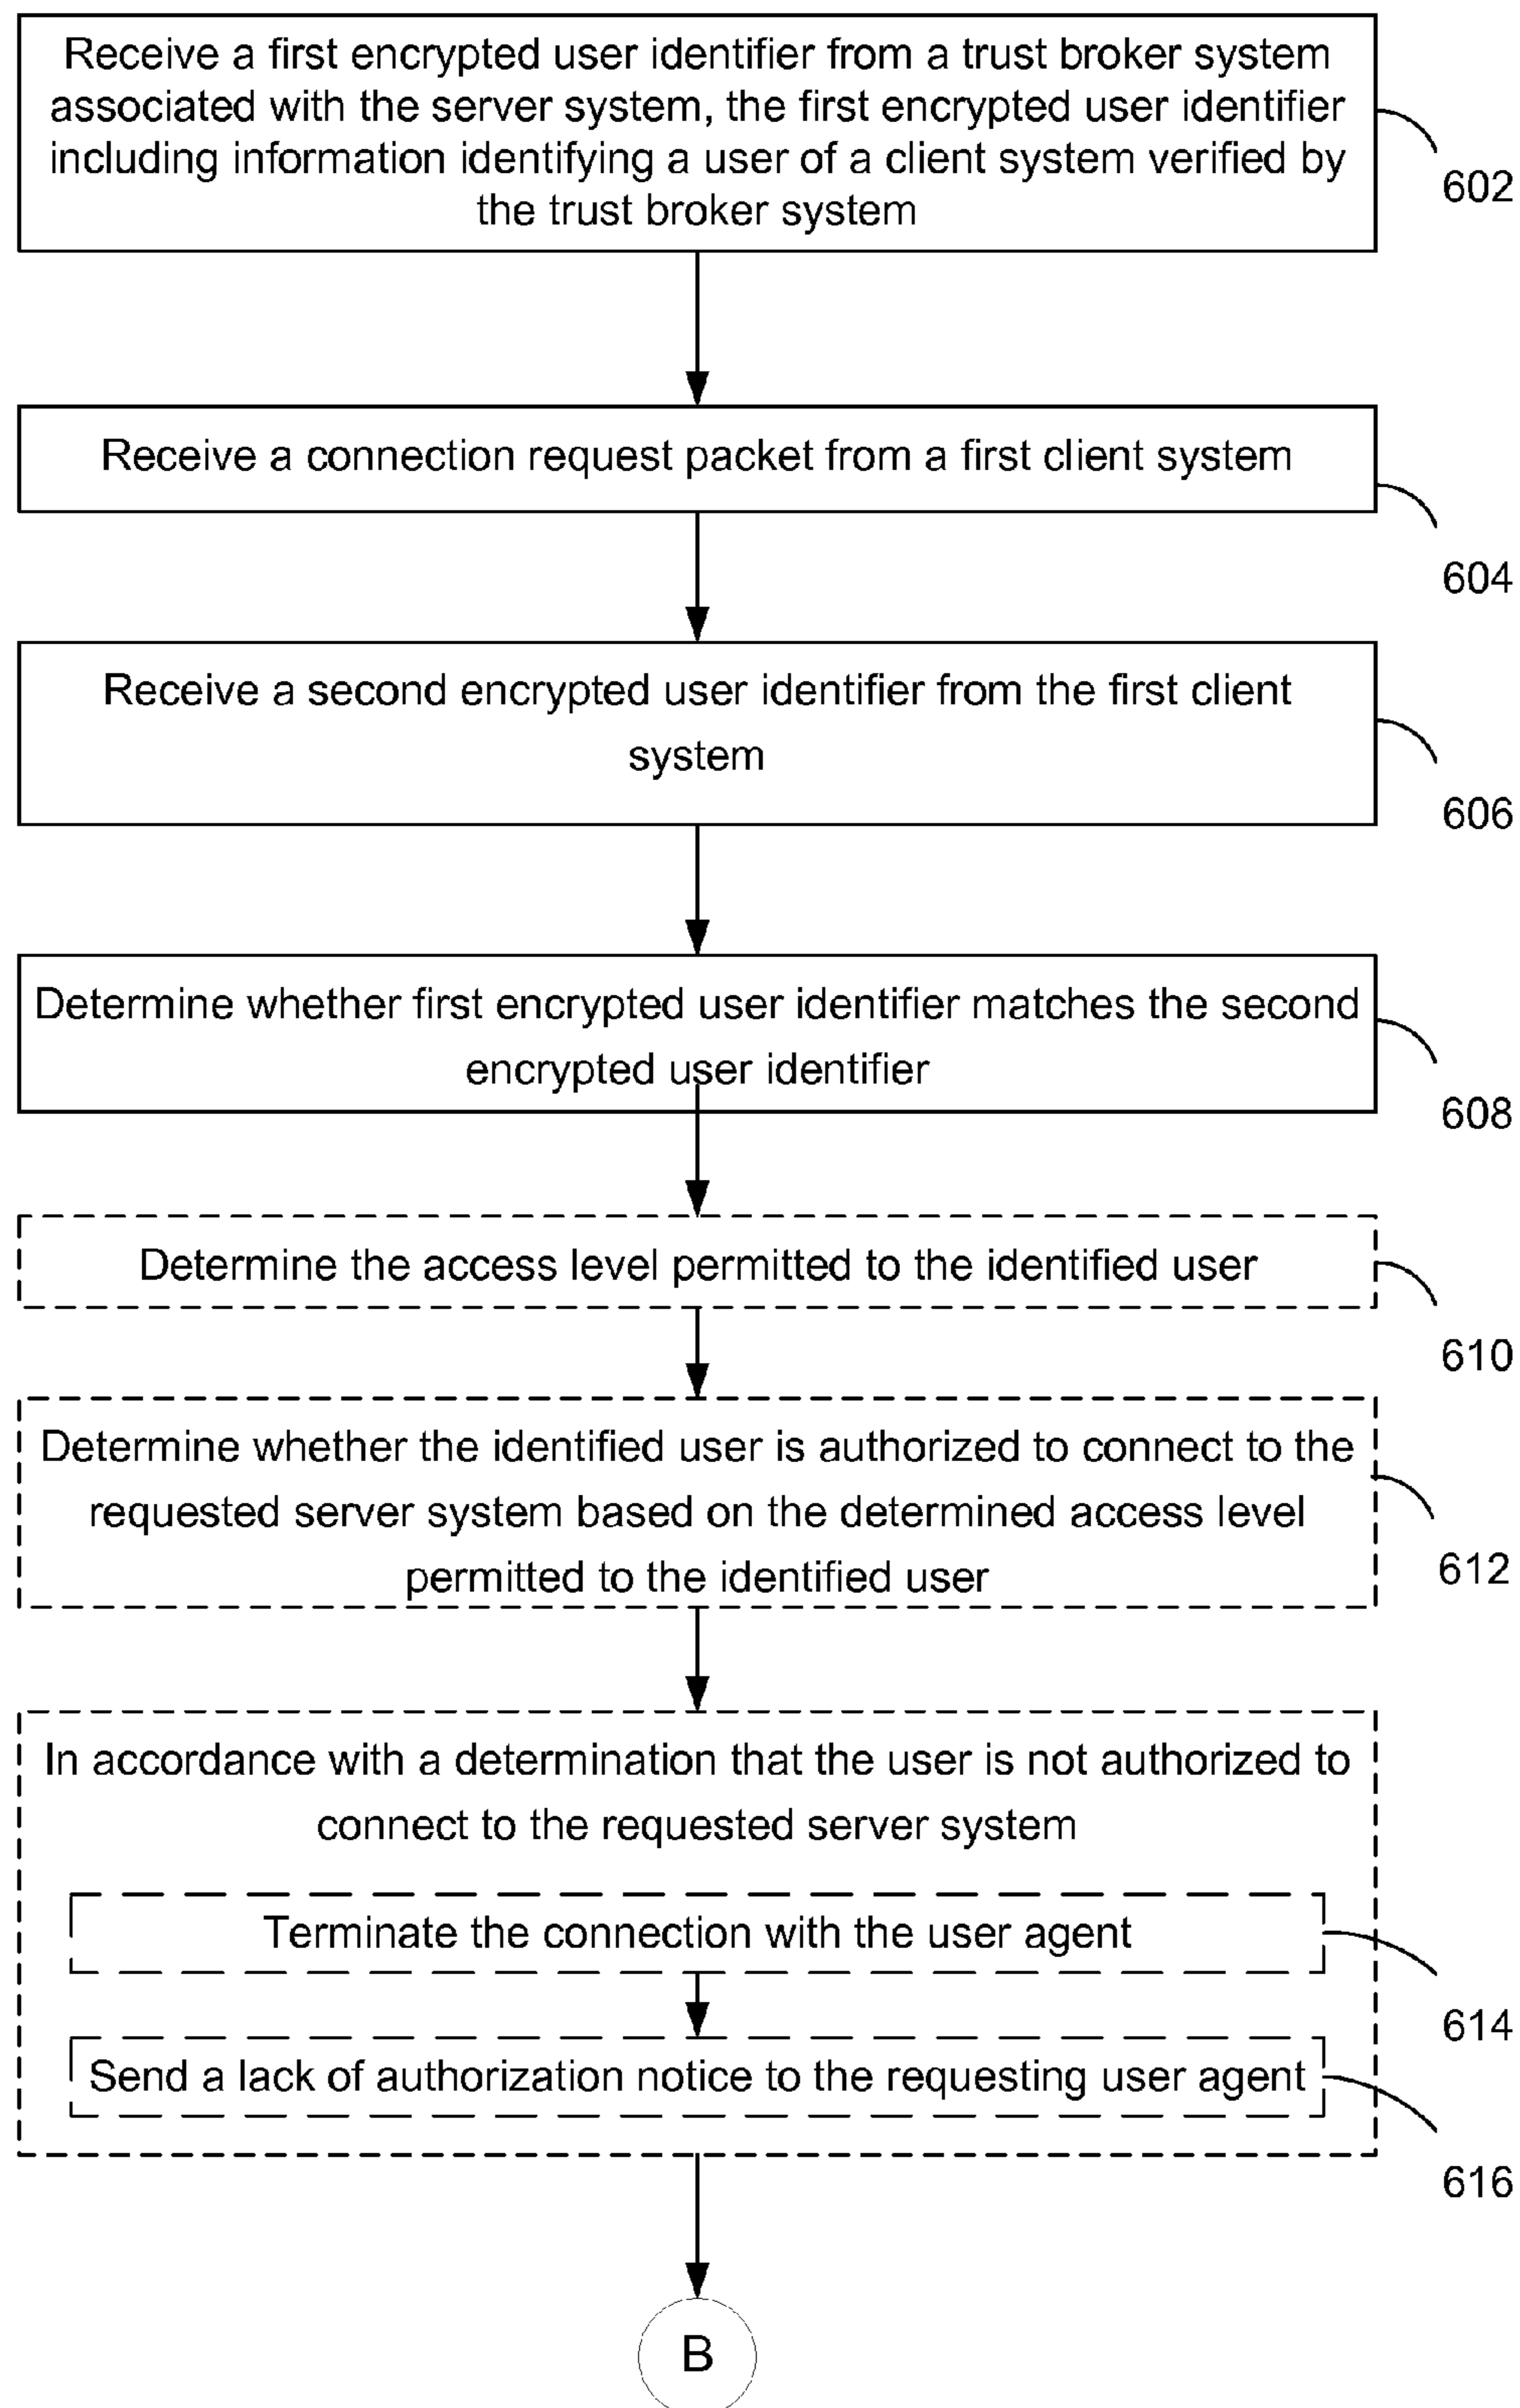 Receive a first encrypted user identifier from a trust broker system
associated with the server system, the first encrypted user identifier
including information identifying a user of a client system verified by
the trust broker system
602
Receive a connection request packet from a first client system
604
Receive a second encrypted user identifier from the first client
system
606
Determine whether first encrypted user identifier matches the second
encrypted user identifier
608
Determine the access level permitted to the identified user
610
Determine whether the identified user is authorized to connect to the
requested server system based on the determined access level
permitted to the identified user
612
In accordance with a determination that the user is not authorized to
connect to the requested server system
Terminate the connection with the user agent
614
Send a lack of authorization notice to the requesting user agent
616
B